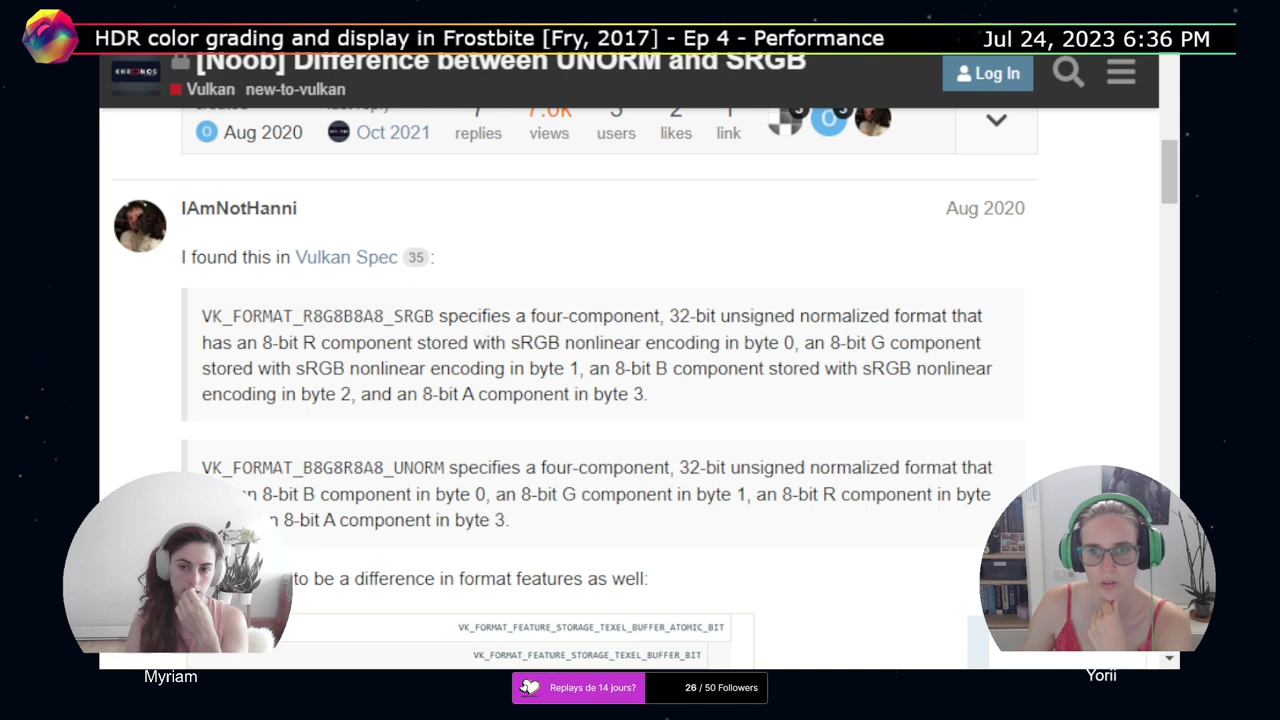 HDR color grading and display in Frostbite [Fry, 2017] - Ep 4 - Performance
Jul 24, 2023 6:36 PM
KHRONOS
[Noob] Difference between UNORM and SRGB
Vulkan new-to-vulkan
Log In
Aug 2020
Oct 2021
replies
views
users
likes
link
IAmNotHanni
Aug 2020
I found this in Vulkan Spec 35 :
VK_FORMAT_R8G8B8A8_SRGB specifies a four-component, 32-bit unsigned normalized format that
has an 8-bit R component stored with sRGB nonlinear encoding in byte 0, an 8-bit G component
stored with sRGB nonlinear encoding in byte 1, an 8-bit B component stored with sRGB nonlinear
encoding in byte 2, and an 8-bit A component in byte 3.
VK_FORMAT_B8G8R8A8_UNORM specifies a four-component, 32-bit unsigned normalized format that
8-bit B component in byte 0, an 8-bit G component in byte 1, an 8-bit R component in byte
8-bit A component in byte 3.
to be a difference in format features as well:
VK_FORMAT_FEATURE_STORAGE_TEXEL_BUFFER_ATOMIC_BIT
VK_FORMAT_FEATURE_STORAGE_TEXEL_BUFFER_BIT
Myriam
Yorii
Replays de 14 jours?
26 / 50 Followers